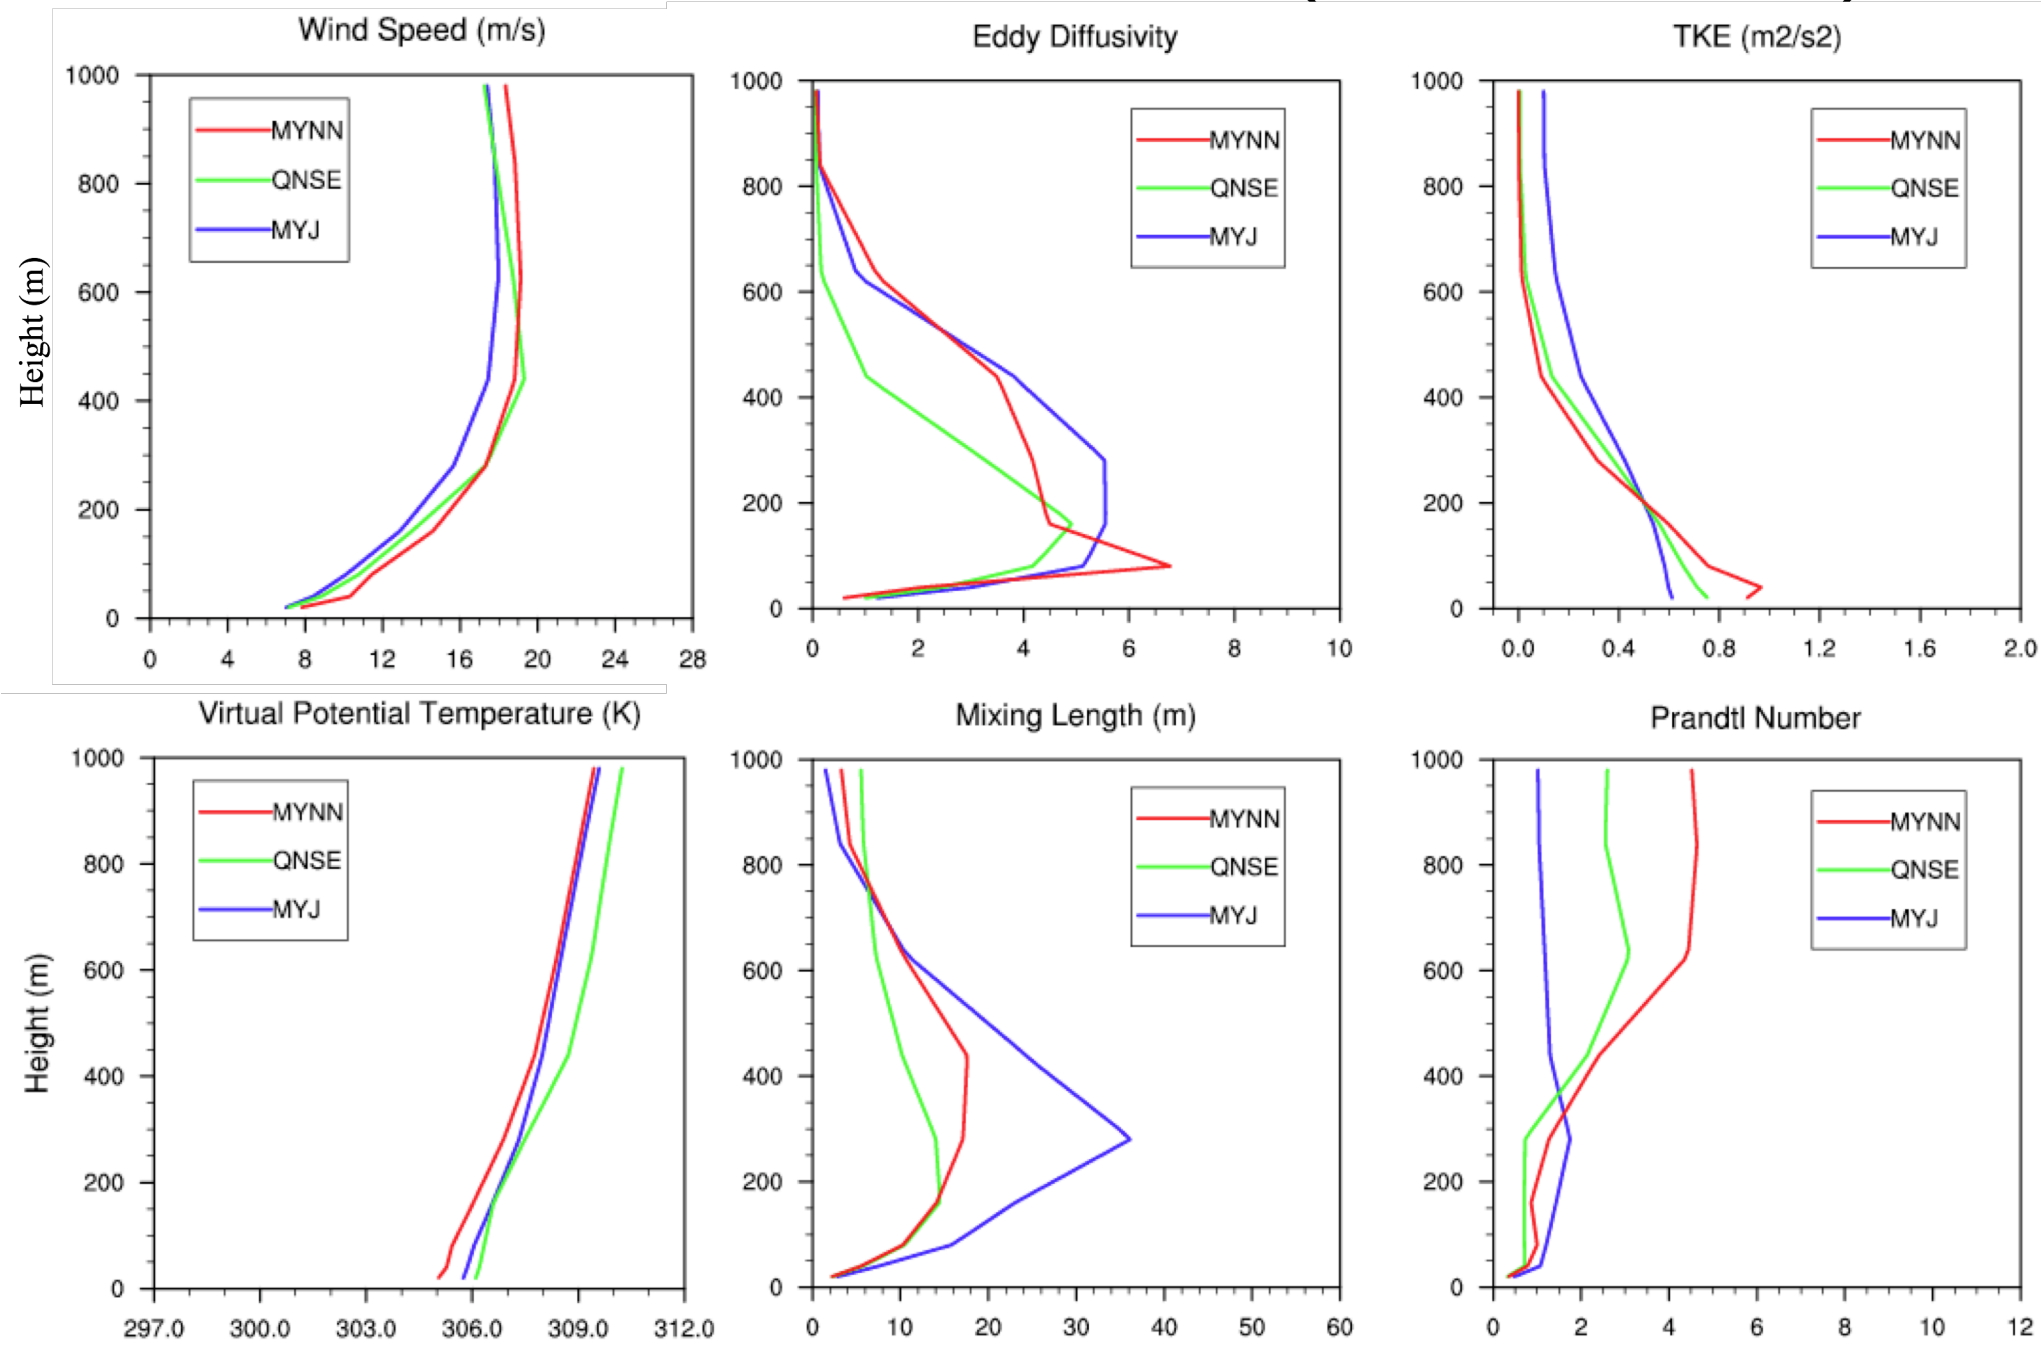 Wind Speed (m/s)
Eddy Diffusivity
TKE (m2/s2)
1000
800
600
400
200
0
0 4 8 12 16 20 24 28
Height (m)
MYNN
QNSE
MYJ
1000
800
600
400
200
0
0 2 4 6 8 10
MYNN
QNSE
MYJ
1000
800
600
400
200
0
0.0 0.4 0.8 1.2 1.6 2.0
MYNN
QNSE
MYJ
Virtual Potential Temperature (K)
Mixing Length (m)
Prandtl Number
1000
800
600
400
200
0
297.0 300.0 303.0 306.0 309.0 312.0
Height (m)
MYNN
QNSE
MYJ
1000
800
600
400
200
0
0 10 20 30 40 50 60
MYNN
QNSE
MYJ
1000
800
600
400
200
0
0 2 4 6 8 10 12
MYNN
QNSE
MYJ